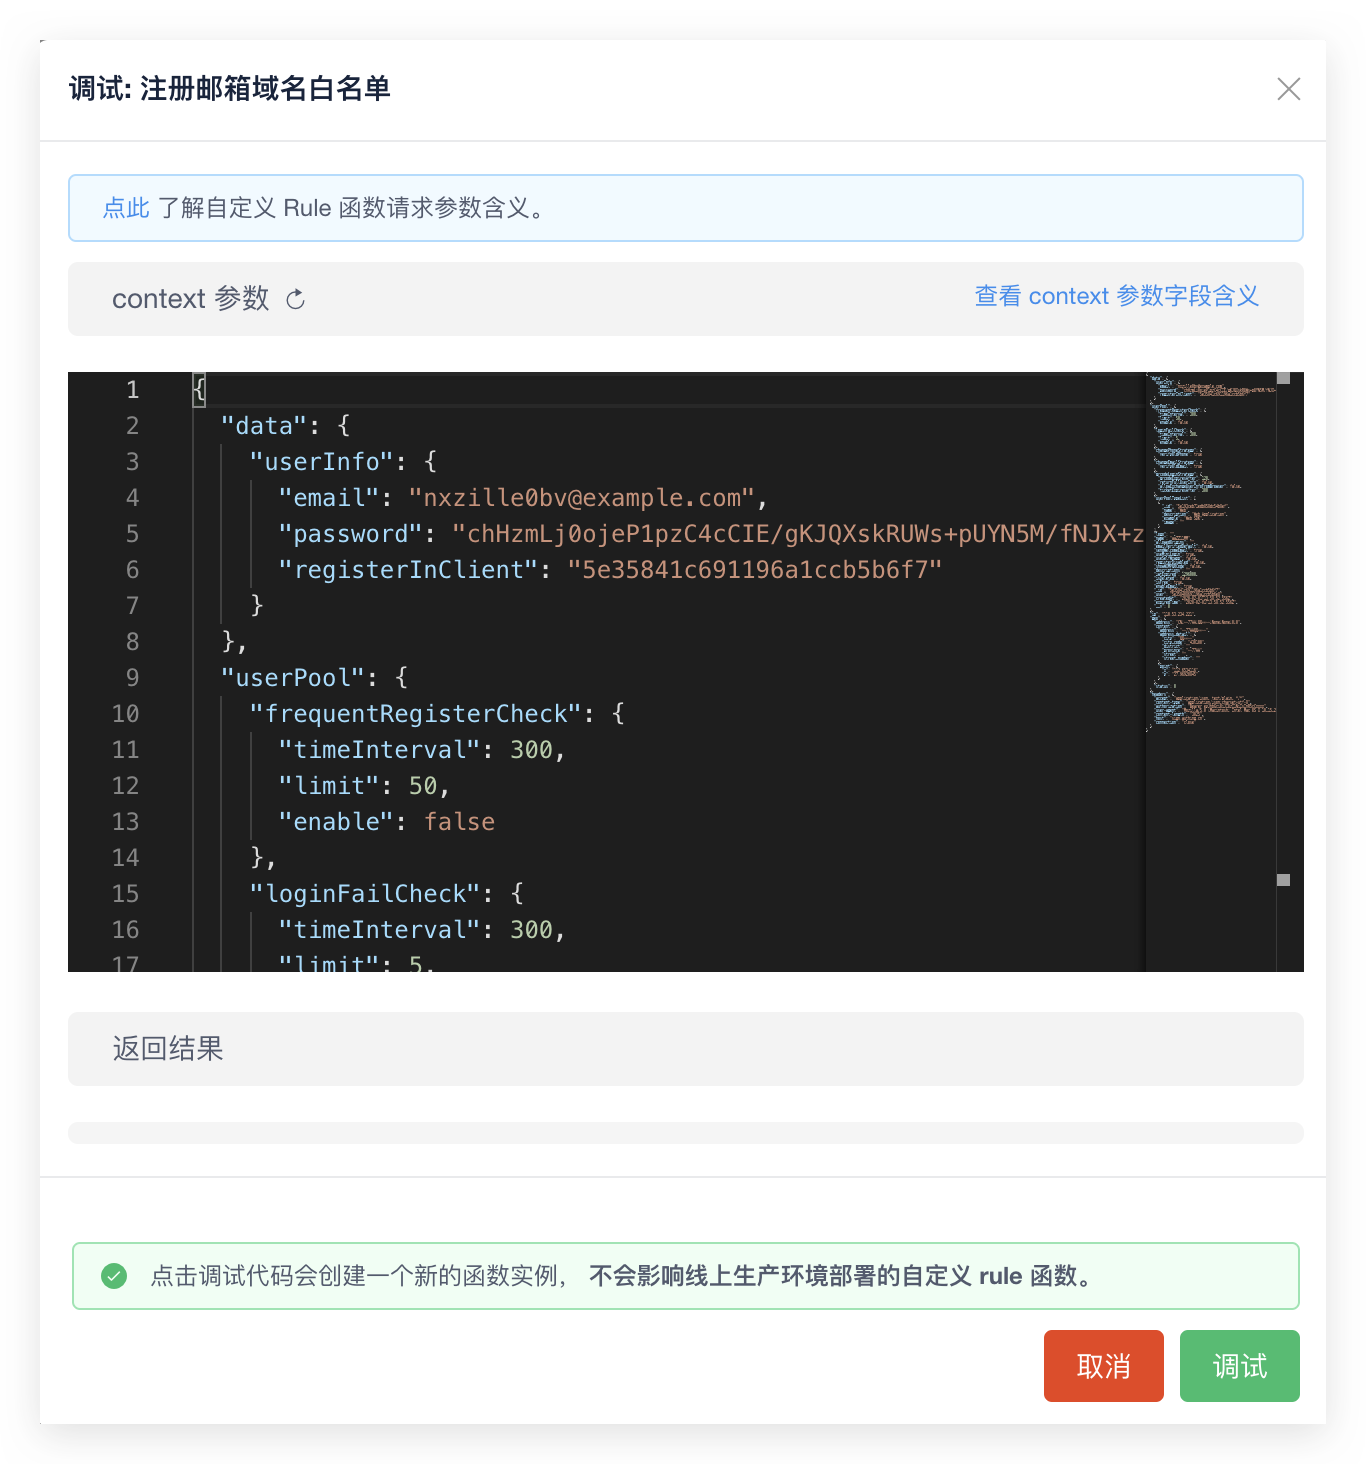 调试: 注册邮箱域名白名单
点此 了解自定义 Rule 函数请求参数含义。
context 参数
查看 context 参数字段含义
1 {
2 "data": {
3 "userInfo": {
4 "email": "nxzille0bv@example.com",
5 "password": "chHzmLj0ojeP1pzC4cCIE/gKJQXskRUWs+pUYN5M/fNJX+z
6 "registerInClient": "5e35841c691196a1ccb5b6f7"
7 }
8 },
9 "userPool": {
10 "frequentRegisterCheck": {
11 "timeInterval": 300,
12 "limit": 50,
13 "enable": false
14 },
15 "loginFailCheck": {
16 "timeInterval": 300,
17 "limit": 5,
返回结果
点击调试代码会创建一个新的函数实例， 不会影响线上生产环境部署的自定义 rule 函数。
取消
调试